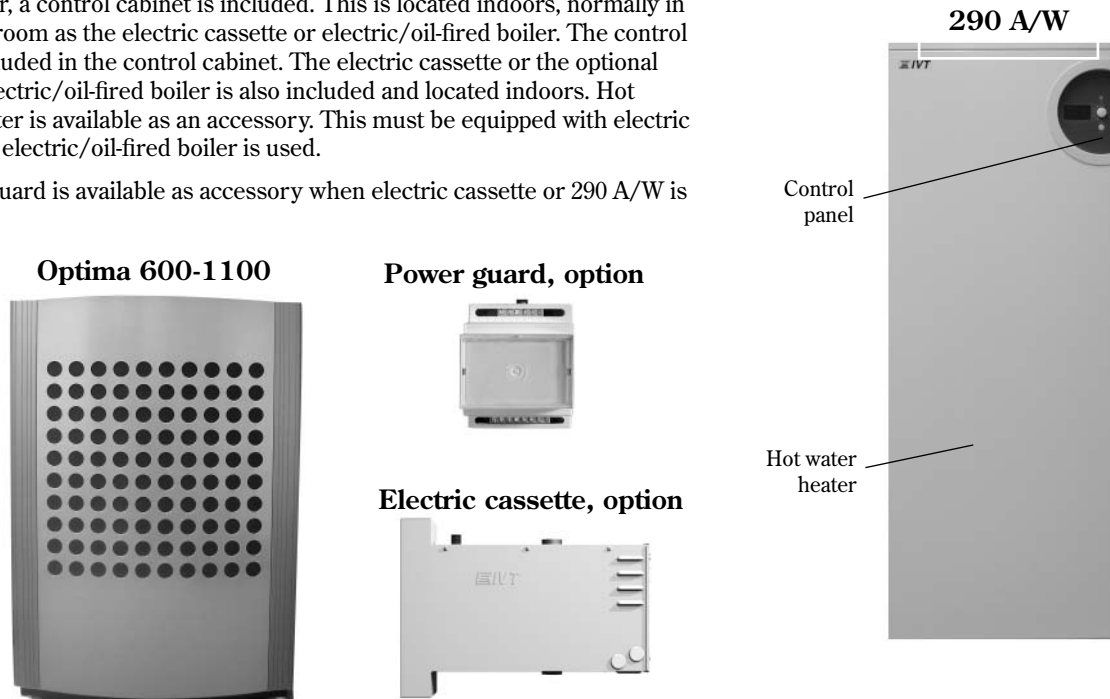 r, a control cabinet is included. This is located indoors, normally in
room as the electric cassette or electric/oil-fired boiler. The control
luded in the control cabinet. The electric cassette or the optional
ectric/oil-fired boiler is also included and located indoors. Hot
ter is available as an accessory. This must be equipped with electric
electric/oil-fired boiler is used.
uard is available as accessory when electric cassette or 290 A/W is
290 A/W
IVT
Control
panel
Hot water
heater
Optima 600-1100
Power guard, option
Electric cassette, option
IVT